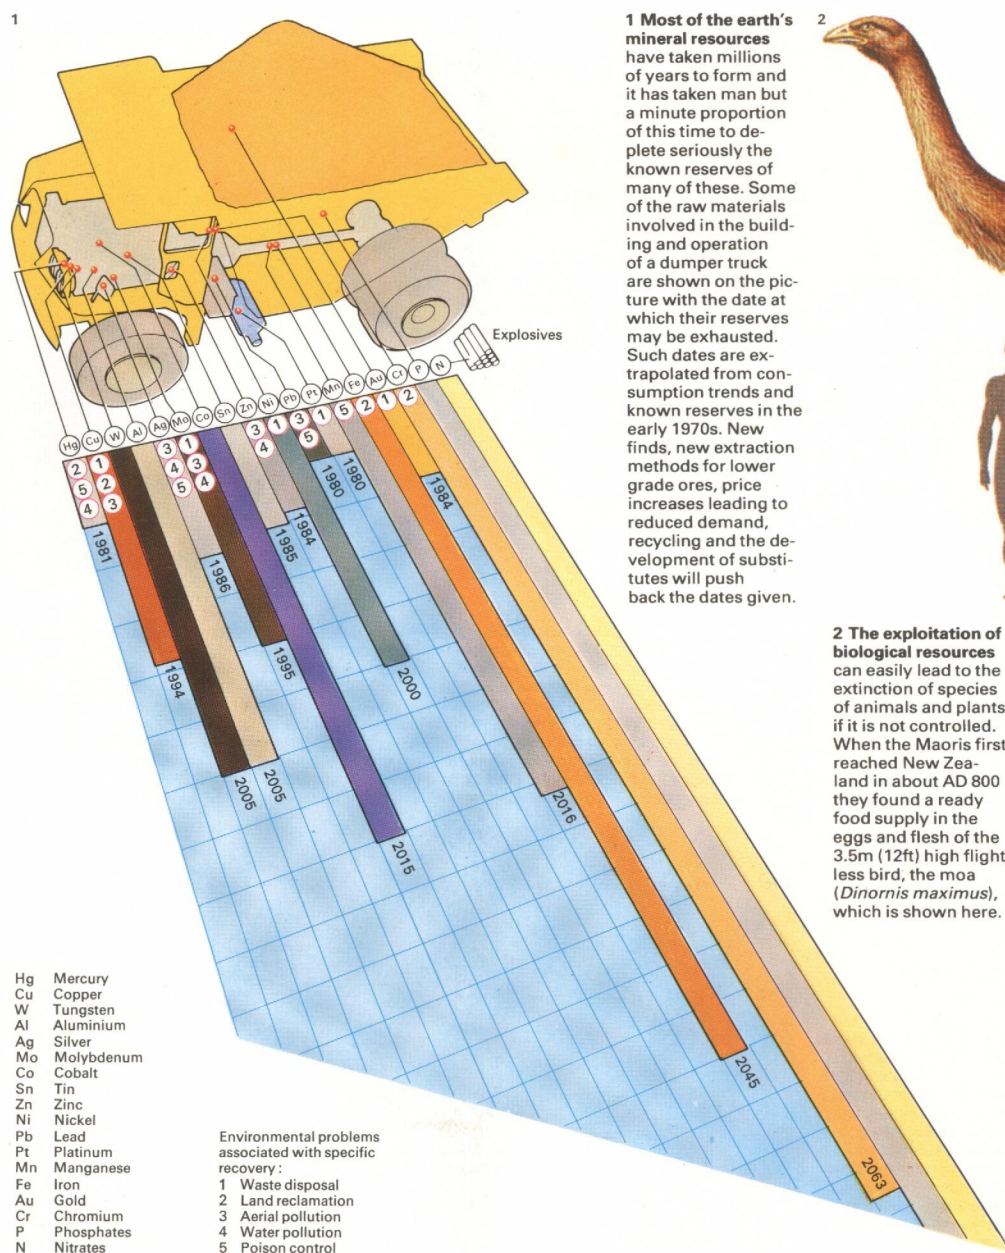 1
Explosives
Hg Cu W Al Ag Mo Co Sn Zn Ni Pb Pt Mn Fe Au Cr P N
2 5 4
1 2 3
3 4 5
1 3 4
3 4
1
3 5
1
5
2
1
2
1981
1994
2005
2005
1986
1995
2015
1985
1984
2000
1980
1980
2016
1984
2045
2063
1 Most of the earth's
mineral resources
have taken millions
of years to form and
it has taken man but
a minute proportion
of this time to de-
plete seriously the
known reserves of
many of these. Some
of the raw materials
involved in the build-
ing and operation
of a dumper truck
are shown on the pic-
ture with the date at
which their reserves
may be exhausted.
Such dates are ex-
trapolated from con-
sumption trends and
known reserves in the
early 1970s. New
finds, new extraction
methods for lower
grade ores, price
increases leading to
reduced demand,
recycling and the de-
velopment of substi-
tutes will push
back the dates given.
2
2 The exploitation of
biological resources
can easily lead to the
extinction of species
of animals and plants
if it is not controlled.
When the Maoris first
reached New Zea-
land in about AD 800
they found a ready
food supply in the
eggs and flesh of the
3.5m (12ft) high flight
less bird, the moa
(Dinornis maximus),
which is shown here.
Hg Mercury
Cu Copper
W Tungsten
Al Aluminium
Ag Silver
Mo Molybdenum
Co Cobalt
Sn Tin
Zn Zinc
Ni Nickel
Pb Lead
Pt Platinum
Mn Manganese
Fe Iron
Au Gold
Cr Chromium
P Phosphates
N Nitrates
Environmental problems
associated with specific
recovery :
1 Waste disposal
2 Land reclamation
3 Aerial pollution
4 Water pollution
5 Poison control